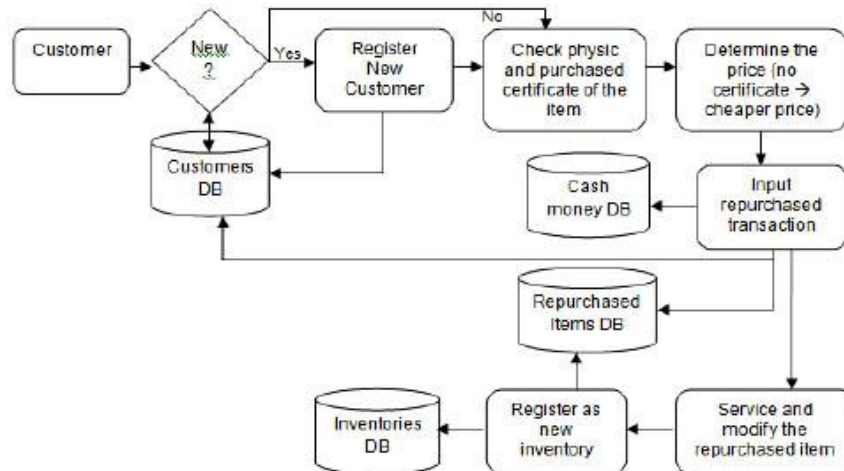 Customer
New
?
Yes
No
Register
New
Customer
Check physic
and purchased
certificate of the
item
Determine the
price (no
certificate →
cheaper price)
Customers
DB
Cash
money DB
Input
repurchased
transaction
Repurchased
Items DB
Inventories
DB
Register as
new
inventory
Service and
modify the
repurchased item